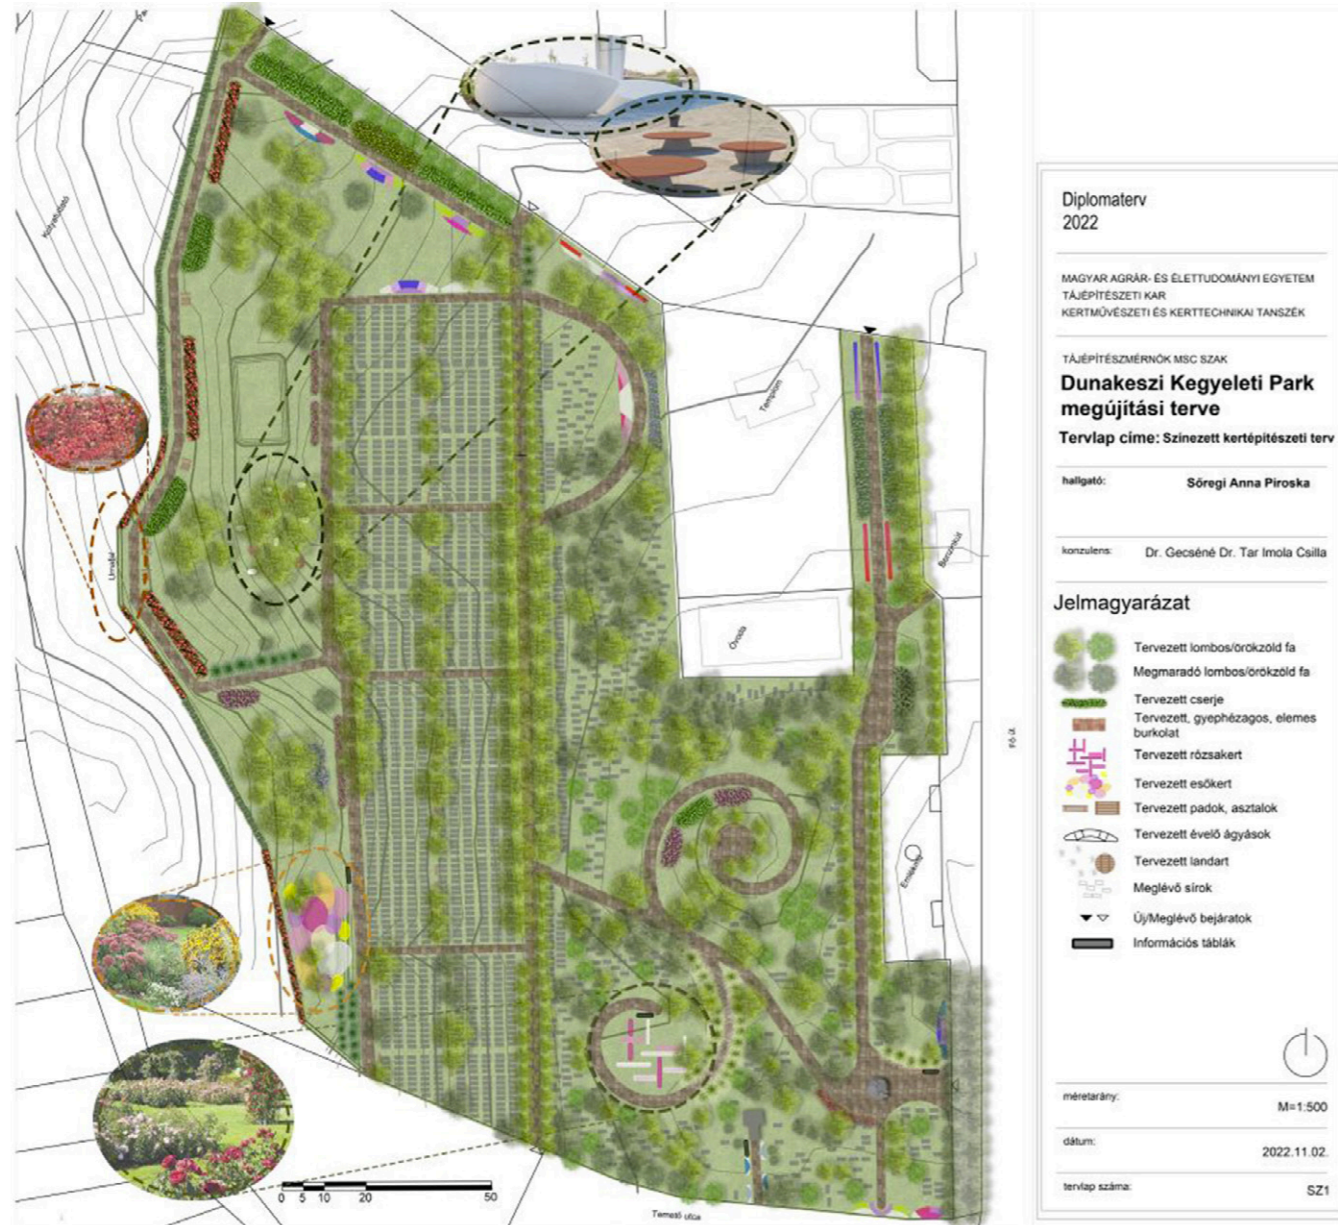 Diplomaterv
2022
MAGYAR AGRÁR- ÉS ÉLETTUDOMÁNYI EGYETEM
TÁJÉPÍTÉSZETI KAR
KERTMŰVÉSZETI ÉS KERTTECHNIKAI TANSZÉK
TÁJÉPÍTÉSZMÉRNÖK MSC SZAK
Dunakeszi Kegyeleti Park
megújítási terve
Tervlap címe: Színezett kertépítészeti terv
hallgató: Sőregi Anna Piroska
konzulens: Dr. Gecséné Dr. Tar Imola Csilla
Jelmagyarázat
Tervezett lombos/örökzöld fa
Megmaradó lombos/örökzöld fa
Tervezett cserje
Tervezett, gyephézagos, elemes
burkolat
Tervezett rózsakert
Tervezett esőkert
Tervezett padok, asztalok
Tervezett évelő ágyások
Tervezett landart
Meglévő sírok
Új/Meglévő bejáratok
Információs táblák
méretarány: M=1:500
dátum: 2022.11.02.
tervlap száma: SZ1
Kutyafuttató
Urnafal
Templom
Óvoda
Fő út
0 5 10 20 50
Temető utca